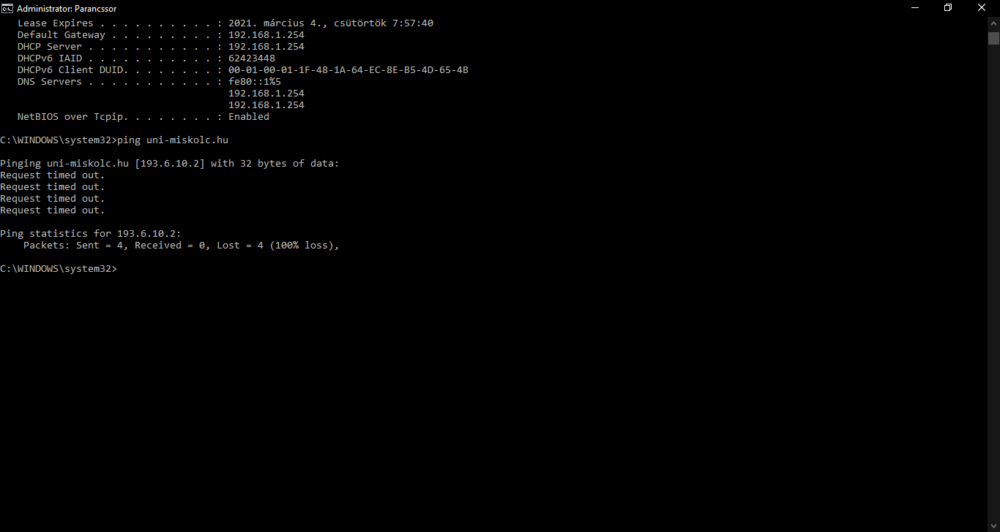 Administrator: Parancssor
Lease Expires . . . . . . . . . . : 2021. március 4., csütörtök 7:57:40
Default Gateway . . . . . . . . . : 192.168.1.254
DHCP Server . . . . . . . . . . . : 192.168.1.254
DHCPv6 IAID . . . . . . . . . . . : 62423448
DHCPv6 Client DUID. . . . . . . . : 00-01-00-01-1F-48-1A-64-EC-8E-B5-4D-65-4B
DNS Servers . . . . . . . . . . . : fe80::1%5
192.168.1.254
192.168.1.254
NetBIOS over Tcpip. . . . . . . . : Enabled
C:\WINDOWS\system32>ping uni-miskolc.hu
Pinging uni-miskolc.hu [193.6.10.2] with 32 bytes of data:
Request timed out.
Request timed out.
Request timed out.
Request timed out.
Ping statistics for 193.6.10.2:
Packets: Sent = 4, Received = 0, Lost = 4 (100% loss),
C:\WINDOWS\system32>